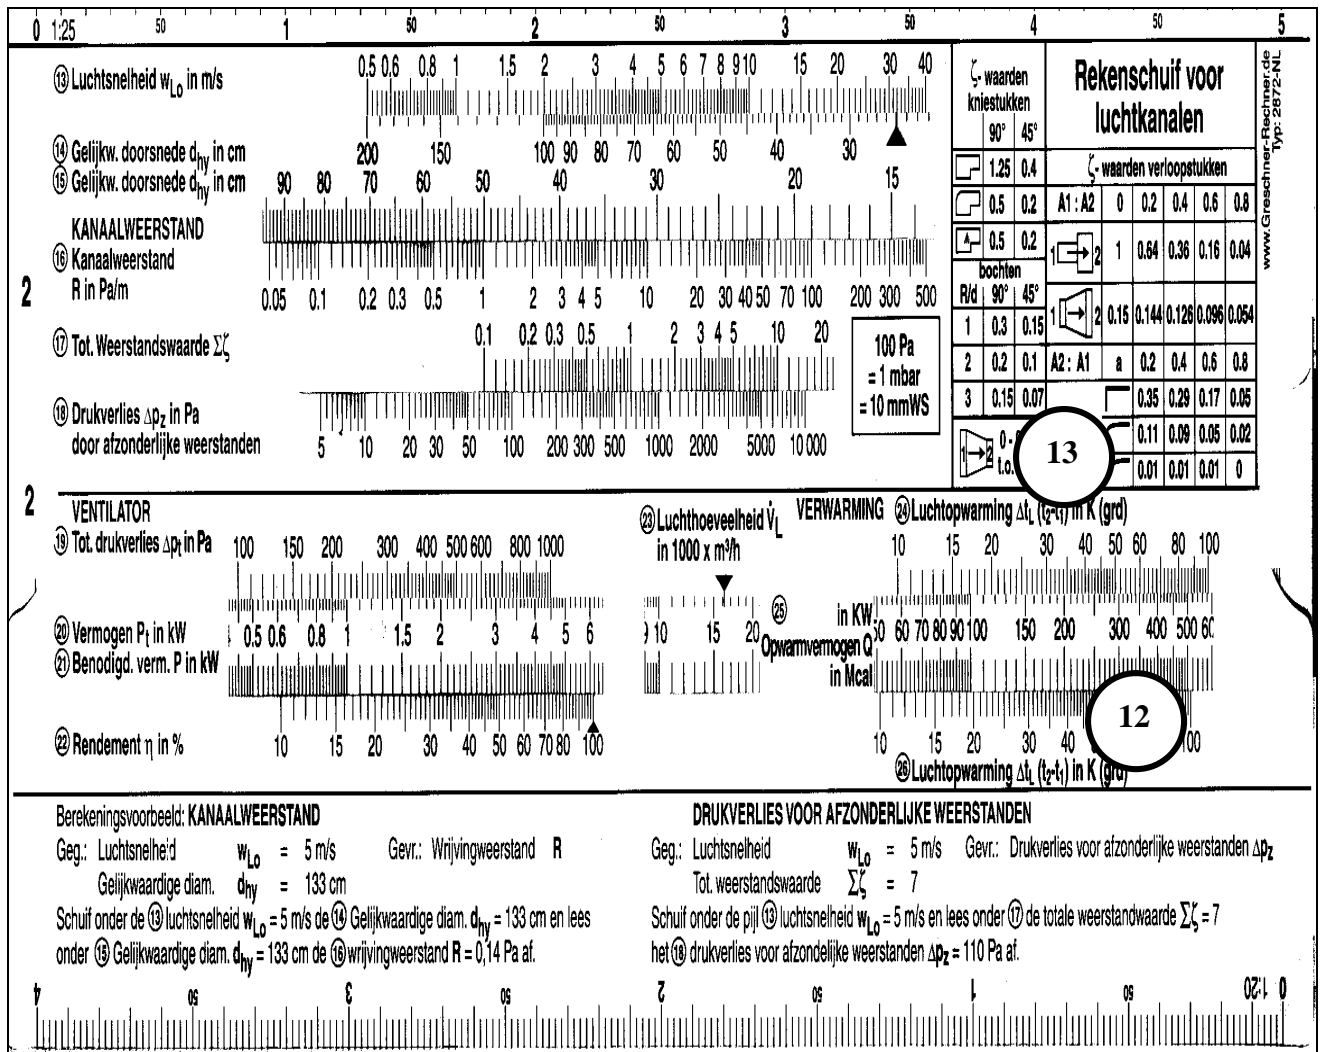 0 1:25 50 1 50 2 50 3 50 4 50 5
⑬ Luchtsnelheid wLo in m/s
0.5 0.6 0.8 1 1.5 2 3 4 5 6 7 8 9 10 15 20 30 40
⑭ Gelijkw. doorsnede dhy in cm
200 150 100 90 80 70 60 50 40 30
⑮ Gelijkw. doorsnede dhy in cm
90 80 70 60 50 40 30 20 15
KANAALWEERSTAND
⑯ Kanaalweerstand
R in Pa/m
0.05 0.1 0.2 0.3 0.5 1 2 3 4 5 10 20 30 40 50 70 100 200 300 500
2
⑰ Tot. Weerstandswaarde Σζ
0.1 0.2 0.3 0.5 1 2 3 4 5 10 20
⑱ Drukverlies Δpz in Pa
door afzonderlijke weerstanden
5 10 20 30 50 100 200 300 500 1000 2000 5000 10 000
100 Pa
= 1 mbar
= 10 mmWS
ζ- waarden
kniestukken
90° 45°
1.25 0.4
0.5 0.2
0.5 0.2
bochten
R/d 90° 45°
1 0.3 0.15
2 0.2 0.1
3 0.15 0.07
1 2 0 -
t.o.
Rekenschuif voor
luchtkanalen
ζ- waarden verloopstukken
A1 : A2 0 0.2 0.4 0.6 0.8
1 2 1 0.64 0.36 0.16 0.04
1 2 0.15 0.144 0.126 0.096 0.054
A2 : A1 a 0.2 0.4 0.6 0.8
0.35 0.29 0.17 0.05
0.11 0.09 0.05 0.02
0.01 0.01 0.01 0
13
www.Greschner-Rechner.de
Typ: 2872-NL
2
VENTILATOR
⑲ Tot. drukverlies Δpt in Pa
100 150 200 300 400 500 600 800 1000
⑳ Vermogen Pt in kW
0.5 0.6 0.8 1 1.5 2 3 4 5 6
㉑ Benodigd. verm. P in kW
㉒ Rendement η in %
10 15 20 30 40 50 60 70 80 100
㉓ Luchthoeveelheid V̇L
in 1000 x m³/h
10 15 20
VERWARMING ㉔ Luchtopwarming ΔtL (t2-t1) in K (grd)
10 15 20 30 40 50 60 80 100
㉕ in KW
60 70 80 90 100 150 200 300 400 500
Opwarmvermogen Q
in Mcal
10 15 20 30 40
12
㉖ Luchtopwarming ΔtL (t2-t1) in K (grd)
Berekeningsvoorbeeld: KANAALWEERSTAND
Geg.: Luchtsnelheid wLo = 5 m/s Gevr.: Wrijvingweerstand R
Gelijkwaardige diam. dhy = 133 cm
Schuif onder de ⑬ luchtsnelheid wLo = 5 m/s de ⑭ Gelijkwaardige diam. dhy = 133 cm en lees
onder ⑮ Gelijkwaardige diam. dhy = 133 cm de ⑯ wrijvingweerstand R = 0,14 Pa af.
DRUKVERLIES VOOR AFZONDERLIJKE WEERSTANDEN
Geg.: Luchtsnelheid wLo = 5 m/s Gevr.: Drukverlies voor afzonderlijke weerstanden Δpz
Tot. weerstandswaarde Σζ = 7
Schuif onder de pijl ⑬ luchtsnelheid wLo = 5 m/s en lees onder ⑰ de totale weerstandwaarde Σζ = 7
het ⑱ drukverlies voor afzondelijke weerstanden Δpz = 110 Pa af.
4 50 3 50 2 50 1 50 1:20 0